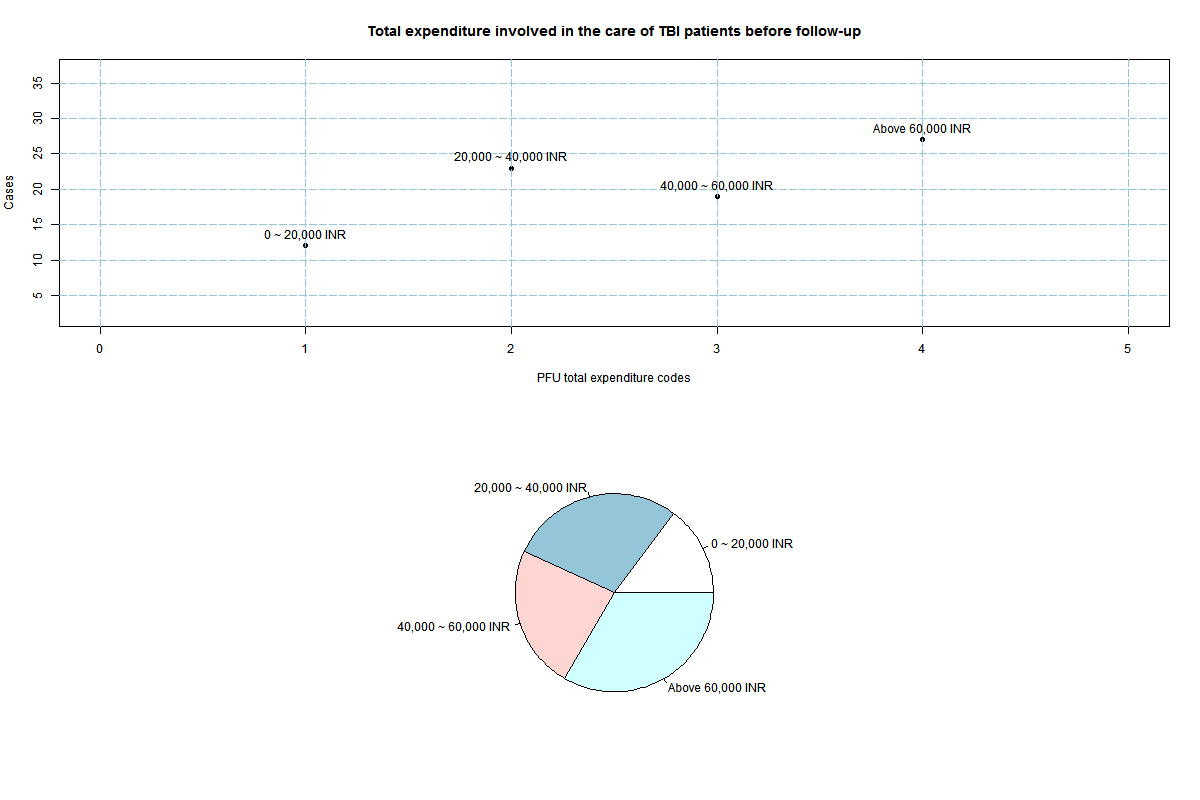 Total expenditure involved in the care of TBI patients before follow-up
35
30
25
20
15
10
5
Cases
Above 60,000 INR
20,000 ~ 40,000 INR
40,000 ~ 60,000 INR
0 ~ 20,000 INR
0 1 2 3 4 5
PFU total expenditure codes
20,000 ~ 40,000 INR
0 ~ 20,000 INR
40,000 ~ 60,000 INR
Above 60,000 INR